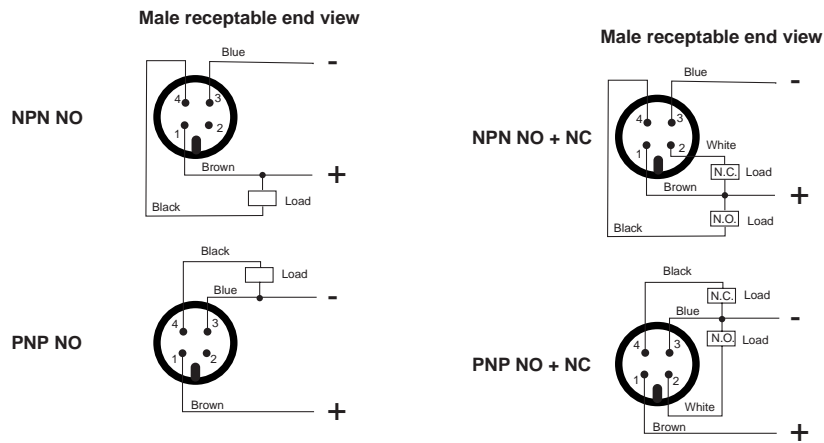 Male receptable end view
Blue
-
4 3
1 2
NPN NO
Brown
+
Black
Load
Black
Load
Blue
-
4 3
1 2
PNP NO
Brown
+
Male receptable end view
Blue
-
4 3
1 2
NPN NO + NC
White
N.C. Load
Brown
+
N.O. Load
Black
Black
N.C. Load
Blue
-
N.O. Load
4 3
1 2
PNP NO + NC
White
Brown
+